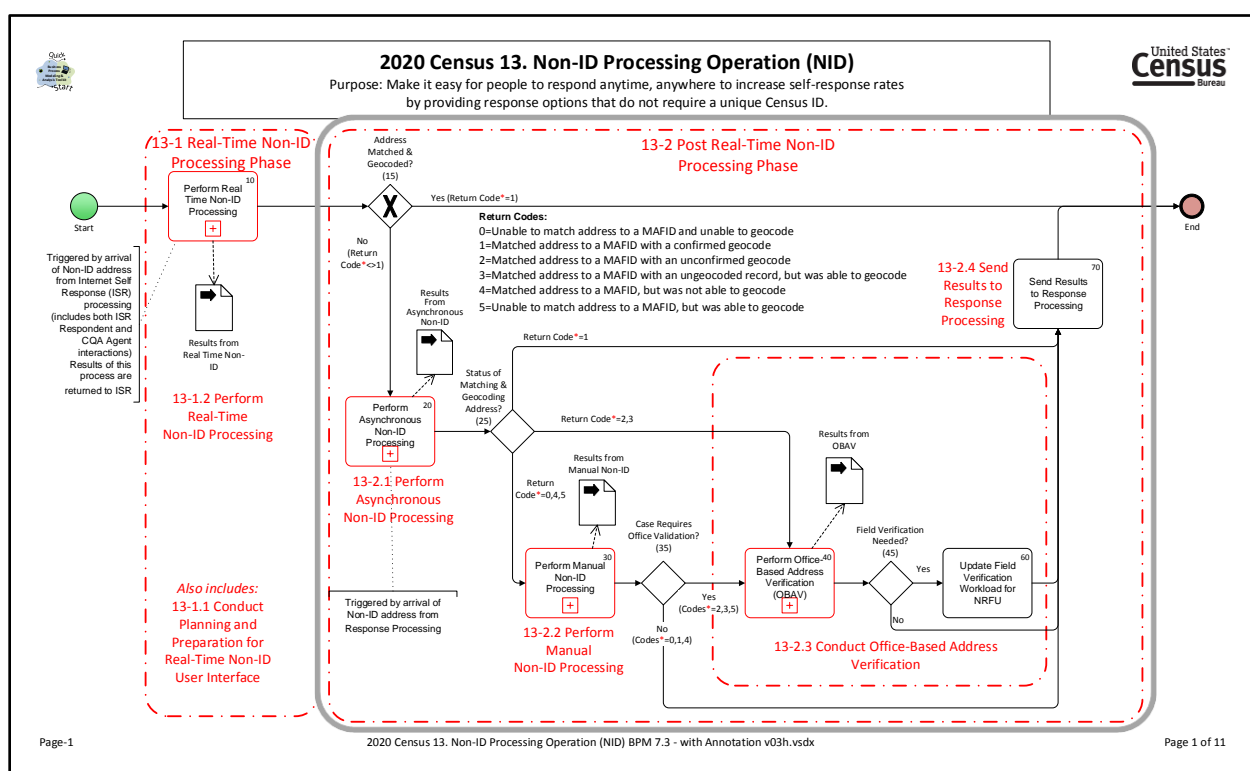 Quick
Start
2020 Census 13. Non-ID Processing Operation (NID)
Purpose: Make it easy for people to respond anytime, anywhere to increase self-response rates
by providing response options that do not require a unique Census ID.
United States™
Census
Bureau
13-1 Real-Time Non-ID
Processing Phase
13-2 Post Real-Time Non-ID
Processing Phase
Address
Matched &
Geocoded?
(15)
10
Perform Real
Time Non-ID
Processing
+
X
Start
Yes (Return Code*=1)
End
No
(Return
Code*<>1)
Return Codes:
0=Unable to match address to a MAFID and unable to geocode
1=Matched address to a MAFID with a confirmed geocode
2=Matched address to a MAFID with an unconfirmed geocode
3=Matched address to a MAFID with an ungeocoded record, but was able to geocode
4=Matched address to a MAFID, but was not able to geocode
5=Unable to match address to a MAFID, but was able to geocode
Triggered by arrival
of Non-ID address
from Internet Self
Response (ISR)
processing
(includes both ISR
Respondent and
CQA Agent
interactions)
Results of this
process are
returned to ISR
Results from
Real Time Non-
ID
13-1.2 Perform
Real-Time
Non-ID Processing
Results
From
Asynchronous
Non-ID
13-2.4 Send
Results to
Response
Processing
70
Send Results
to Response
Processing
Return Code*=1
20
Perform
Asynchronous
Non-ID
Processing
+
Status of
Matching &
Geocoding
Address?
(25)
Return Code*=2,3
13-2.1 Perform
Asynchronous
Non-ID Processing
Return
Code*=0,4,5
Results from
Manual Non-ID
Results from
OBAV
Case Requires
Office Validation?
(35)
Field Verification
Needed?
(45)
30
Perform Manual
Non-ID
Processing
+
Yes
(Codes*=2,3,5)
40
Perform Office-
Based Address
Verification
(OBAV)
+
Yes
60
Update Field
Verification
Workload for
NRFU
No
No
(Codes*=0,1,4)
Triggered by arrival of
Non-ID address from
Response Processing
13-2.2 Perform
Manual
Non-ID Processing
13-2.3 Conduct Office-Based Address
Verification
Also includes:
13-1.1 Conduct
Planning and
Preparation for
Real-Time Non-ID
User Interface
Page-1
2020 Census 13. Non-ID Processing Operation (NID) BPM 7.3 - with Annotation v03h.vsdx
Page 1 of 11